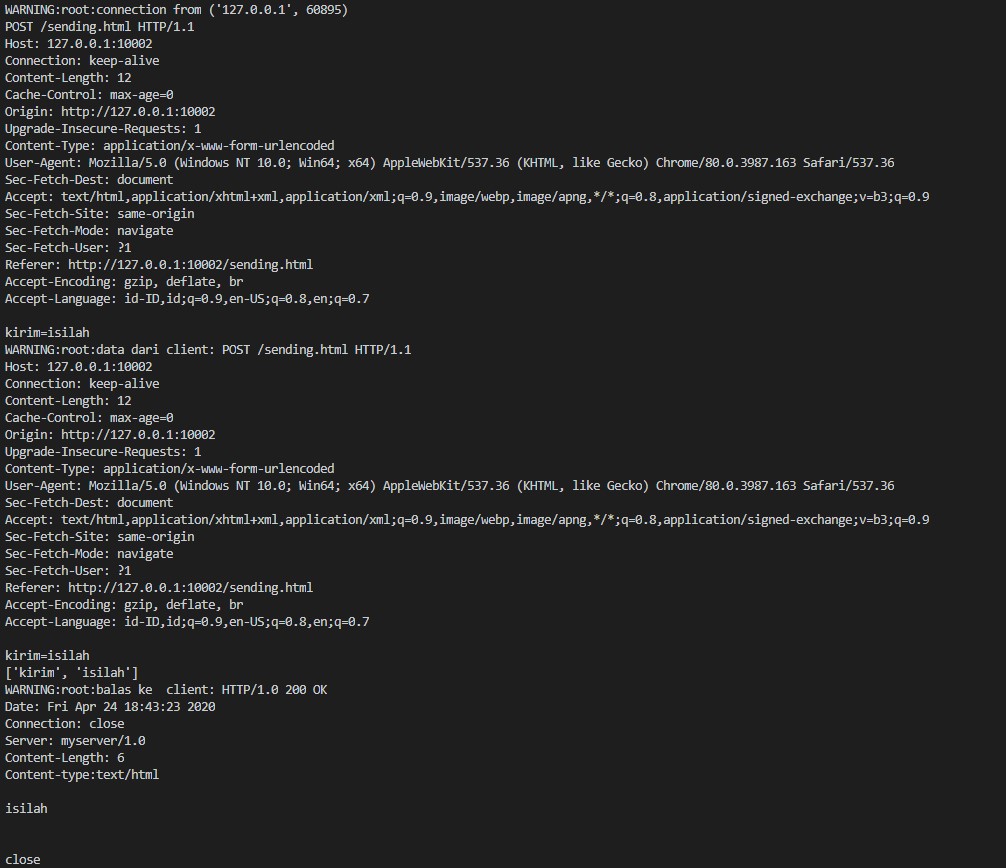 WARNING:root:connection from ('127.0.0.1', 60895)
POST /sending.html HTTP/1.1
Host: 127.0.0.1:10002
Connection: keep-alive
Content-Length: 12
Cache-Control: max-age=0
Origin: http://127.0.0.1:10002
Upgrade-Insecure-Requests: 1
Content-Type: application/x-www-form-urlencoded
User-Agent: Mozilla/5.0 (Windows NT 10.0; Win64; x64) AppleWebKit/537.36 (KHTML, like Gecko) Chrome/80.0.3987.163 Safari/537.36
Sec-Fetch-Dest: document
Accept: text/html,application/xhtml+xml,application/xml;q=0.9,image/webp,image/apng,*/*;q=0.8,application/signed-exchange;v=b3;q=0.9
Sec-Fetch-Site: same-origin
Sec-Fetch-Mode: navigate
Sec-Fetch-User: ?1
Referer: http://127.0.0.1:10002/sending.html
Accept-Encoding: gzip, deflate, br
Accept-Language: id-ID,id;q=0.9,en-US;q=0.8,en;q=0.7

kirim=isilah
WARNING:root:data dari client: POST /sending.html HTTP/1.1
Host: 127.0.0.1:10002
Connection: keep-alive
Content-Length: 12
Cache-Control: max-age=0
Origin: http://127.0.0.1:10002
Upgrade-Insecure-Requests: 1
Content-Type: application/x-www-form-urlencoded
User-Agent: Mozilla/5.0 (Windows NT 10.0; Win64; x64) AppleWebKit/537.36 (KHTML, like Gecko) Chrome/80.0.3987.163 Safari/537.36
Sec-Fetch-Dest: document
Accept: text/html,application/xhtml+xml,application/xml;q=0.9,image/webp,image/apng,*/*;q=0.8,application/signed-exchange;v=b3;q=0.9
Sec-Fetch-Site: same-origin
Sec-Fetch-Mode: navigate
Sec-Fetch-User: ?1
Referer: http://127.0.0.1:10002/sending.html
Accept-Encoding: gzip, deflate, br
Accept-Language: id-ID,id;q=0.9,en-US;q=0.8,en;q=0.7

kirim=isilah
['kirim', 'isilah']
WARNING:root:balas ke  client: HTTP/1.0 200 OK
Date: Fri Apr 24 18:43:23 2020
Connection: close
Server: myserver/1.0
Content-Length: 6
Content-type:text/html

isilah


close